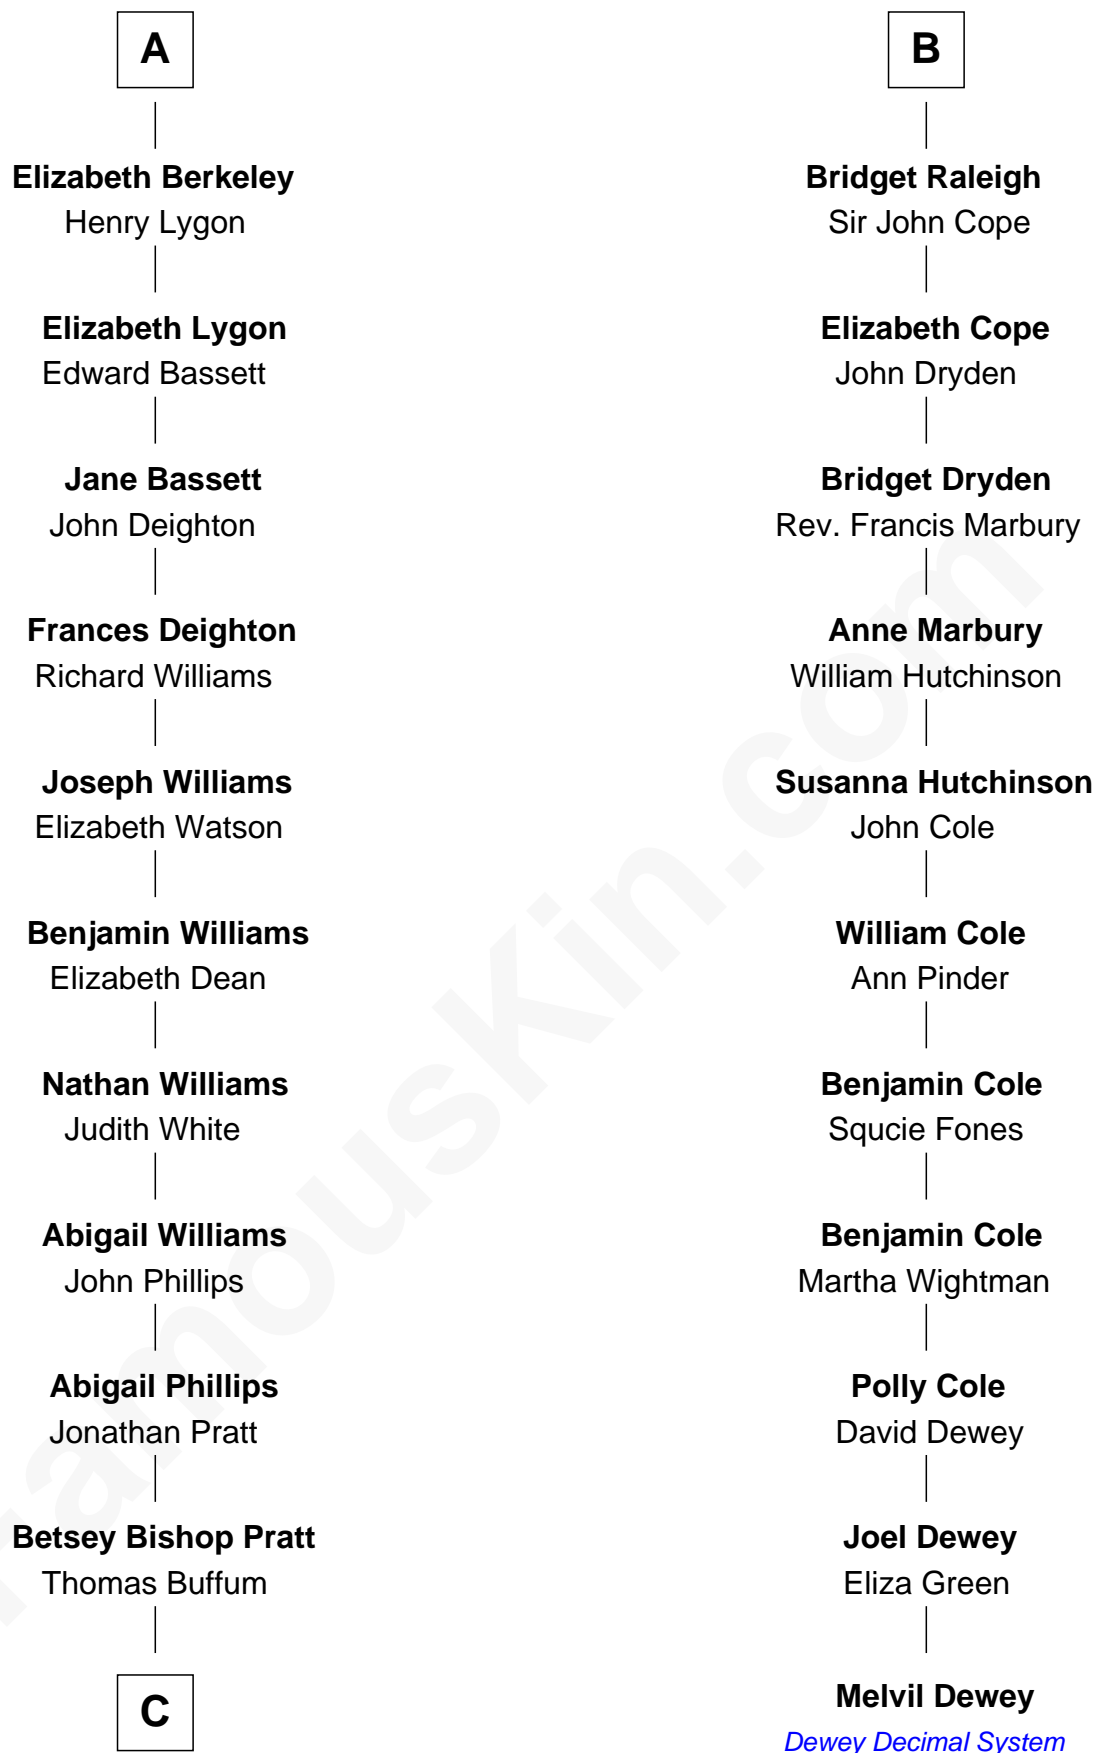 A
Elizabeth Berkeley
Henry Lygon
Elizabeth Lygon
Edward Bassett
Jane Bassett
John Deighton
Frances Deighton
Richard Williams
Joseph Williams
Elizabeth Watson
Benjamin Williams
Elizabeth Dean
Nathan Williams
Judith White
Abigail Williams
John Phillips
Abigail Phillips
Jonathan Pratt
Betsey Bishop Pratt
Thomas Buffum
C
B
Bridget Raleigh
Sir John Cope
Elizabeth Cope
John Dryden
Bridget Dryden
Rev. Francis Marbury
Anne Marbury
William Hutchinson
Susanna Hutchinson
John Cole
William Cole
Ann Pinder
Benjamin Cole
Squcie Fones
Benjamin Cole
Martha Wightman
Polly Cole
David Dewey
Joel Dewey
Eliza Green
Melvil Dewey
Dewey Decimal System
FamousKin.com